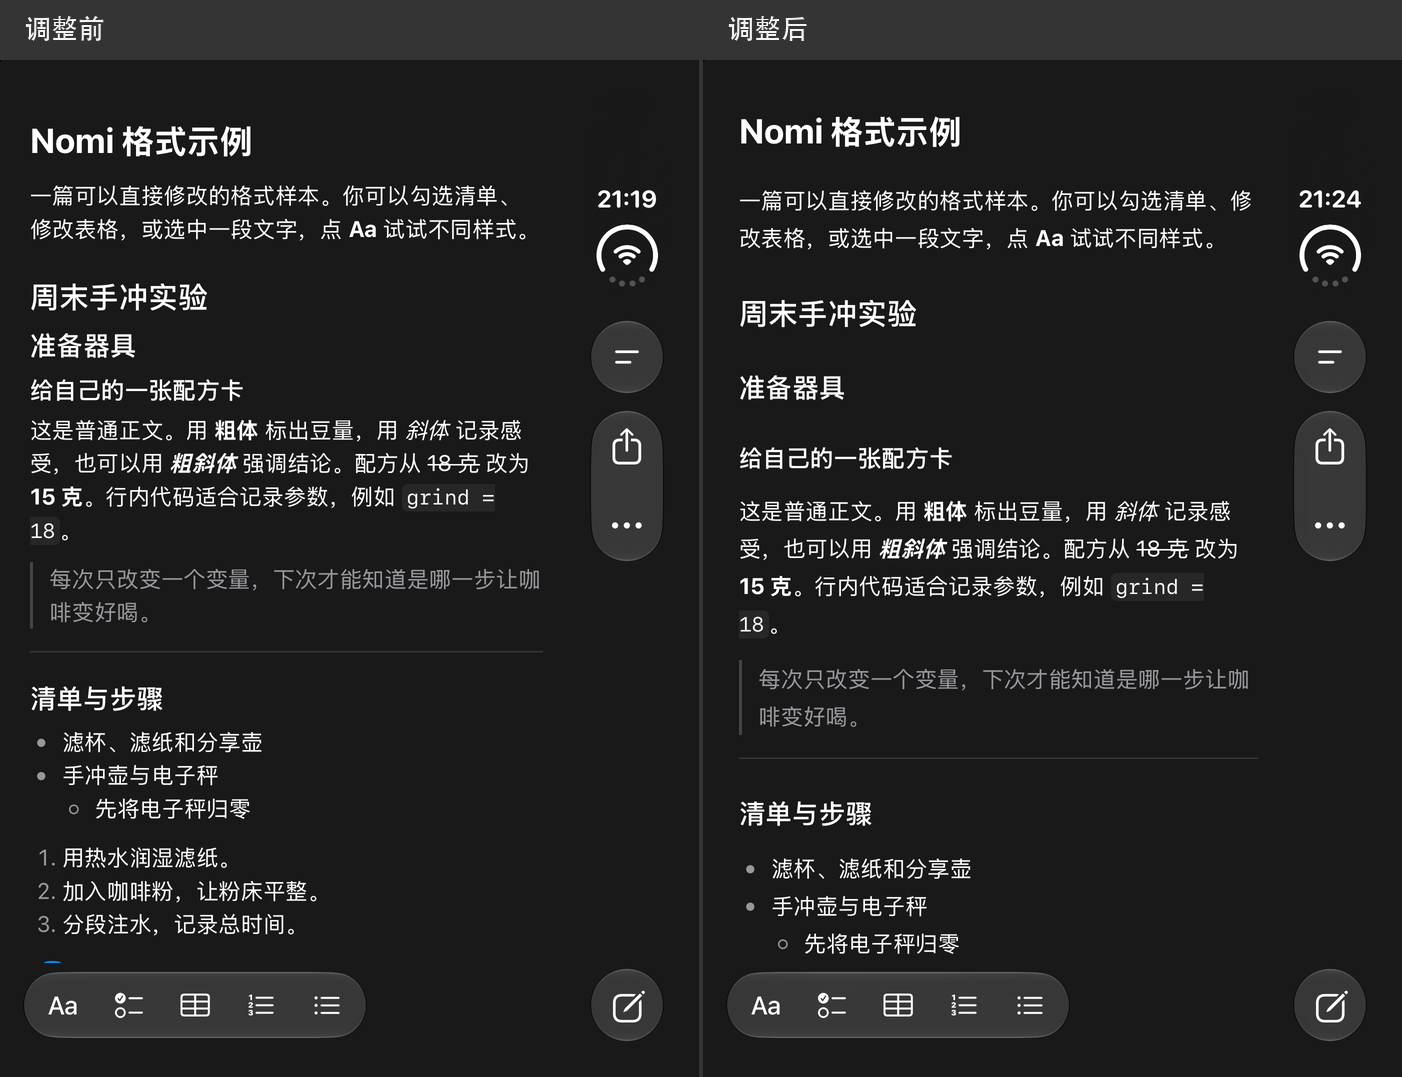 调整前
Nomi 格式示例
一篇可以直接修改的格式样本。你可以勾选清单、
修改表格，或选中一段文字，点 Aa 试试不同样式。
周末手冲实验
准备器具
给自己的一张配方卡
这是普通正文。用 粗体 标出豆量，用 斜体 记录感
受，也可以用 粗斜体 强调结论。配方从 18 克 改为
15 克。行内代码适合记录参数，例如 grind =
18 。
每次只改变一个变量，下次才能知道是哪一步让咖
啡变好喝。
清单与步骤
滤杯、滤纸和分享壶
手冲壶与电子秤
先将电子秤归零
1. 用热水润湿滤纸。
2. 加入咖啡粉，让粉床平整。
3. 分段注水，记录总时间。
Aa
21:19
调整后
Nomi 格式示例
一篇可以直接修改的格式样本。你可以勾选清单、修
改表格，或选中一段文字，点 Aa 试试不同样式。
周末手冲实验
准备器具
给自己的一张配方卡
这是普通正文。用 粗体 标出豆量，用 斜体 记录感
受，也可以用 粗斜体 强调结论。配方从 18 克 改为
15 克。行内代码适合记录参数，例如 grind =
18 。
每次只改变一个变量，下次才能知道是哪一步让咖
啡变好喝。
清单与步骤
滤杯、滤纸和分享壶
手冲壶与电子秤
先将电子秤归零
Aa
21:24